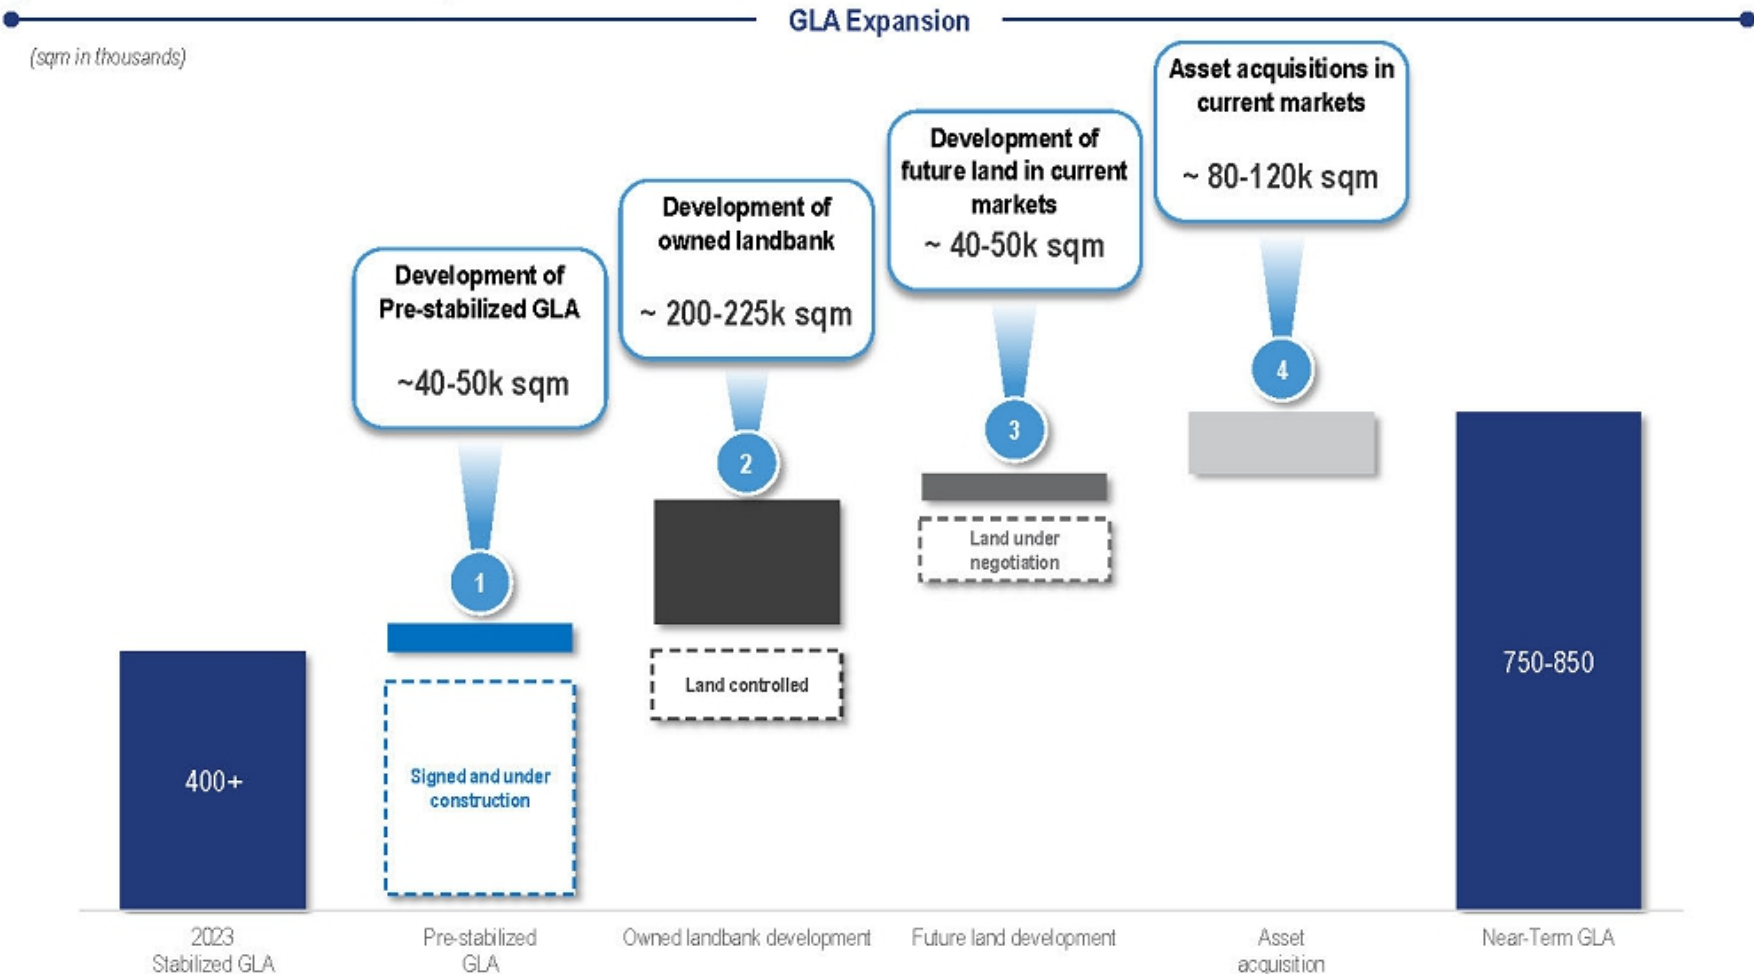 GLA Expansion
(sqm in thousands)
Development of
Pre-stabilized GLA
~40-50k sqm
1
Signed and under
construction
Development of
owned landbank
~ 200-225k sqm
2
Land controlled
Development of
future land in current
markets
~ 40-50k sqm
3
Land under
negotiation
Asset acquisitions in
current markets
~ 80-120k sqm
4
400+
750-850
2023
Stabilized GLA
Pre-stabilized
GLA
Owned landbank development
Future land development
Asset
acquisition
Near-Term GLA